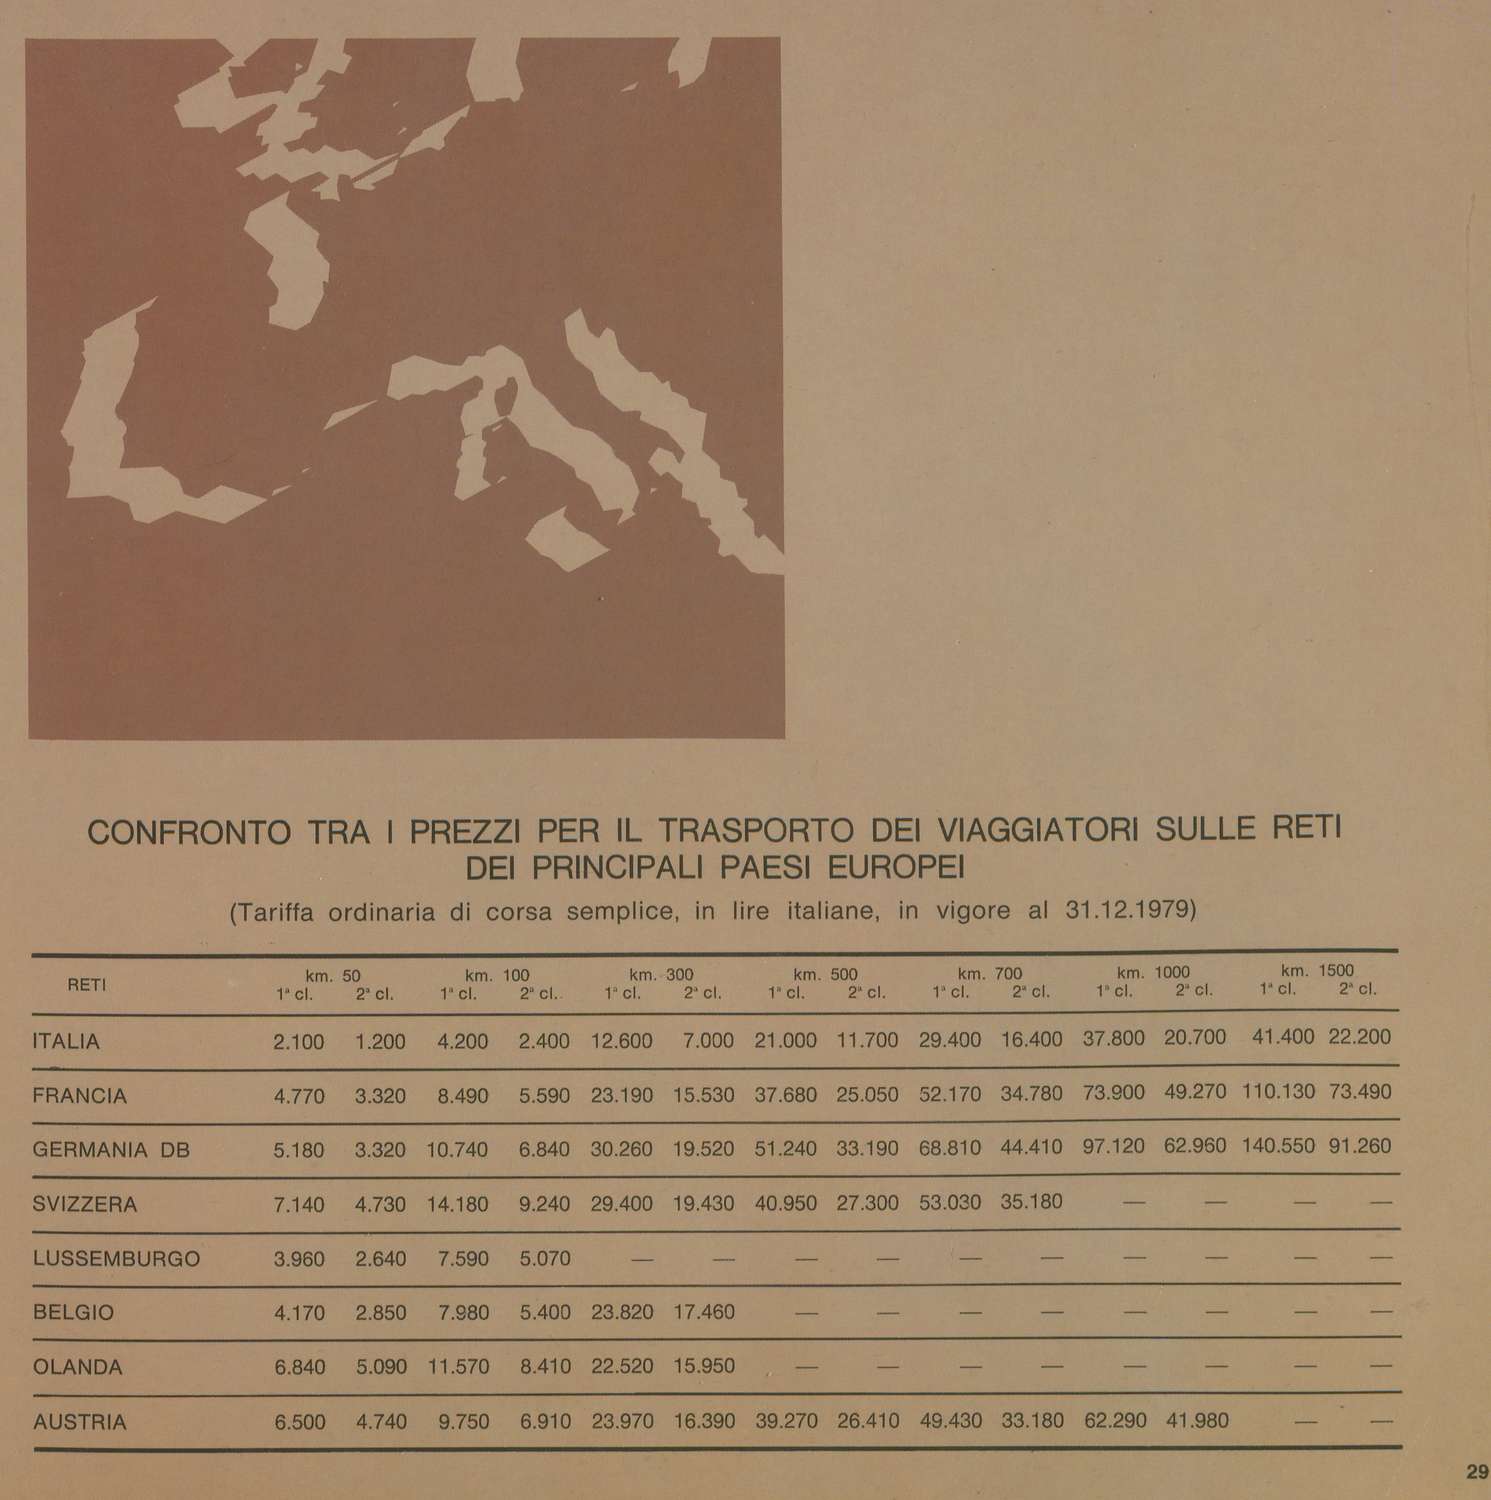 CONFRONTO TRA I PREZZI PER IL TRASPORTO DEI VIAGGIATORI SULLE RETI
DEI PRINCIPALI PAESI EUROPEI
(Tariffa ordinaria di corsa semplice, in lire italiane, in vigore al 31.12.1979)
RETI km. 50 km. 100 km. 300 km. 500 km. 700 km. 1000 km. 1500
1ª cl. 2ª cl. 1ª cl. 2ª cl. 1ª cl. 2ª cl. 1ª cl. 2ª cl. 1ª cl. 2ª cl. 1ª cl. 2ª cl. 1ª cl. 2ª cl.
ITALIA 2.100 1.200 4.200 2.400 12.600 7.000 21.000 11.700 29.400 16.400 37.800 20.700 41.400 22.200
FRANCIA 4.770 3.320 8.490 5.590 23.190 15.530 37.680 25.050 52.170 34.780 73.900 49.270 110.130 73.490
GERMANIA DB 5.180 3.320 10.740 6.840 30.260 19.520 51.240 33.190 68.810 44.410 97.120 62.960 140.550 91.260
SVIZZERA 7.140 4.730 14.180 9.240 29.400 19.430 40.950 27.300 53.030 35.180 — — — —
LUSSEMBURGO 3.960 2.640 7.590 5.070 — — — — — — — — — —
BELGIO 4.170 2.850 7.980 5.400 23.820 17.460 — — — — — — — —
OLANDA 6.840 5.090 11.570 8.410 22.520 15.950 — — — — — — — —
AUSTRIA 6.500 4.740 9.750 6.910 23.970 16.390 39.270 26.410 49.430 33.180 62.290 41.980 — —
29